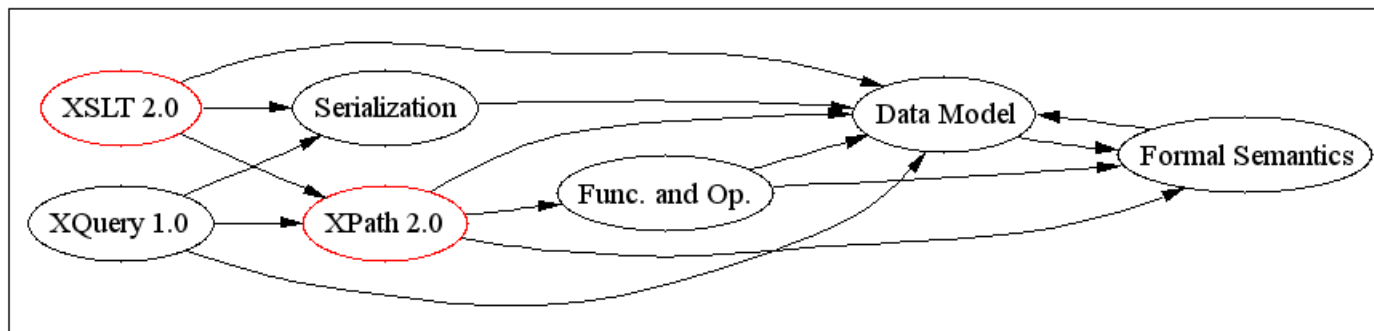 XSLT 2.0
Serialization
Data Model
Formal Semantics
Func. and Op.
XQuery 1.0
XPath 2.0